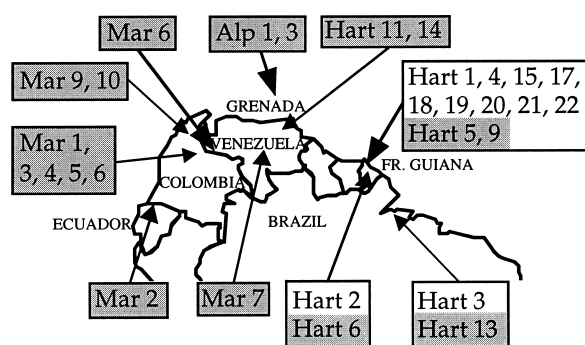 Mar 6
Alp 1, 3
Hart 11, 14
Mar 9, 10
Hart 1, 4, 15, 17,
18, 19, 20, 21, 22
Hart 5, 9
GRENADA
Mar 1,
3, 4, 5, 6
VENEZUELA
FR. GUIANA
COLOMBIA
ECUADOR
BRAZIL
Mar 2
Mar 7
Hart 2
Hart 6
Hart 3
Hart 13